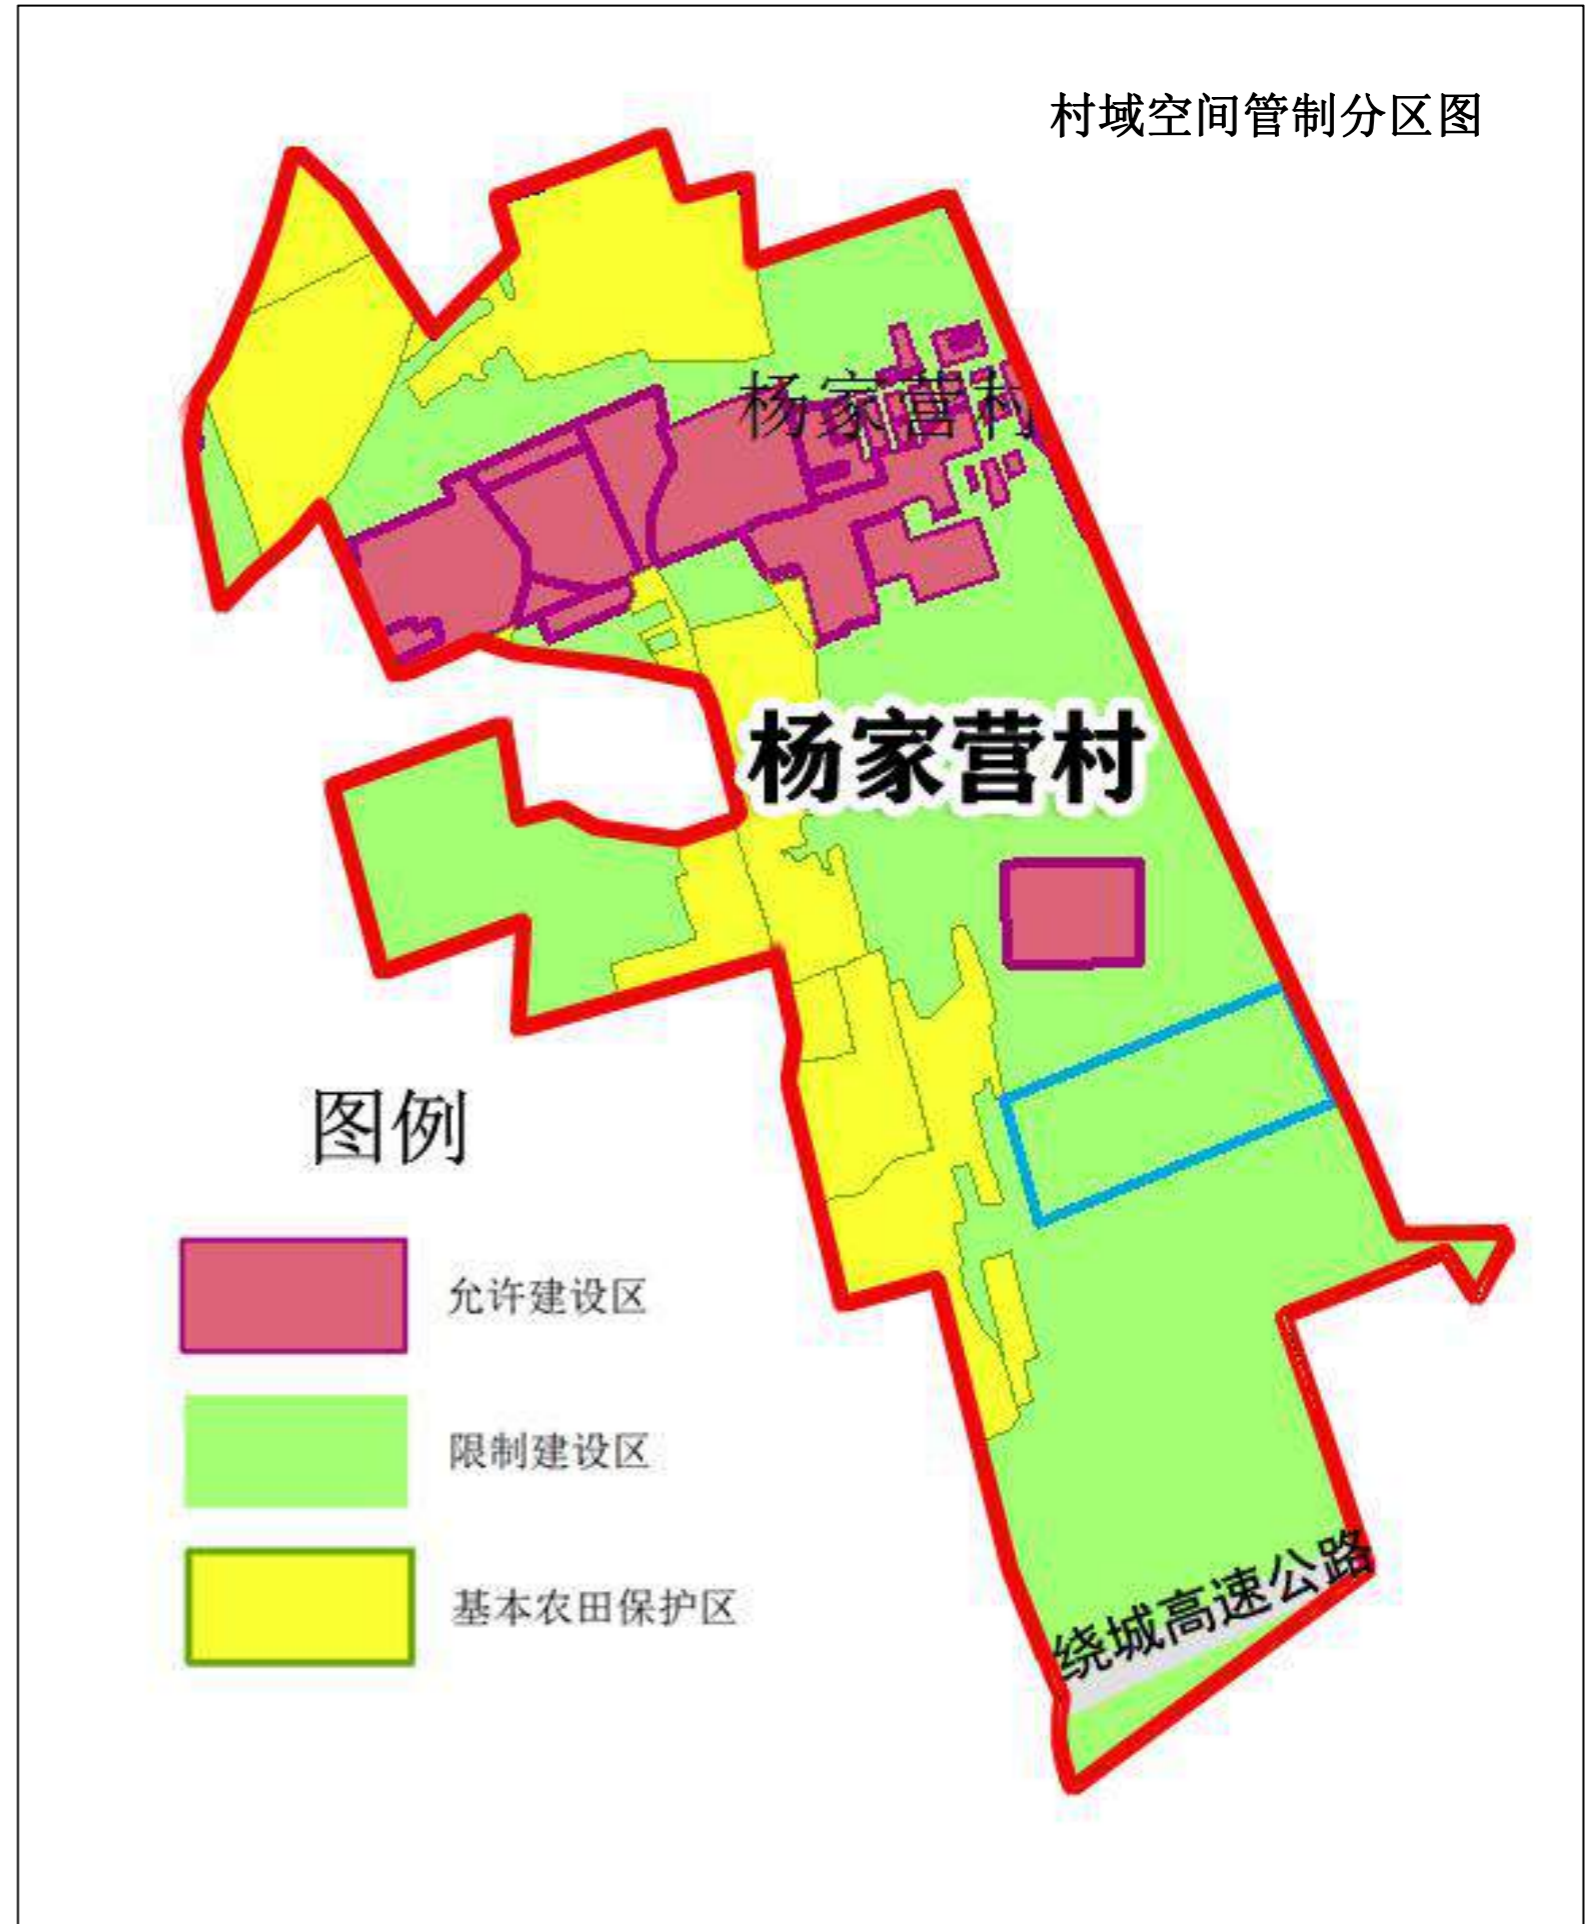 村域空间管制分区图
杨家营村
杨家营村
图例
允许建设区
限制建设区
基本农田保护区
绕城高速公路